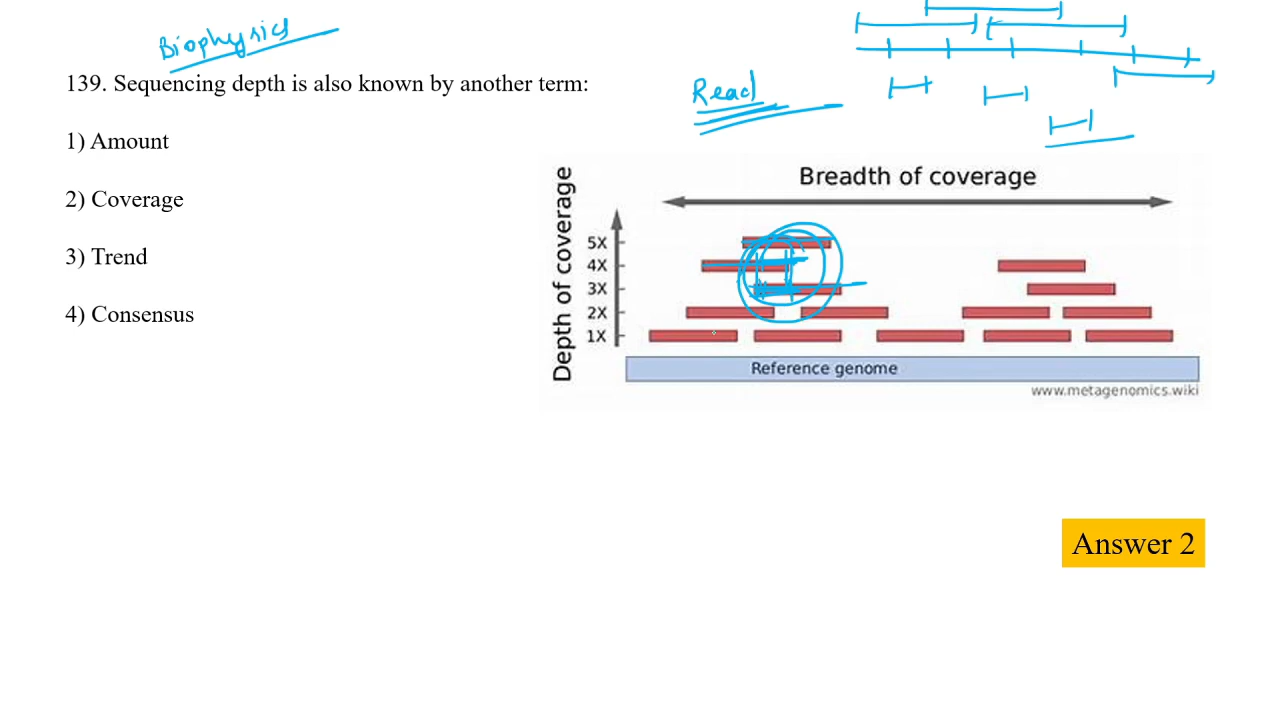 Biophysics
139. Sequencing depth is also known by another term:
1) Amount
2) Coverage
3) Trend
4) Consensus
Read
Breadth of coverage
Depth of coverage
5X
4X
3X
2X
1X
Reference genome
www.metagenomics.wiki
Answer 2